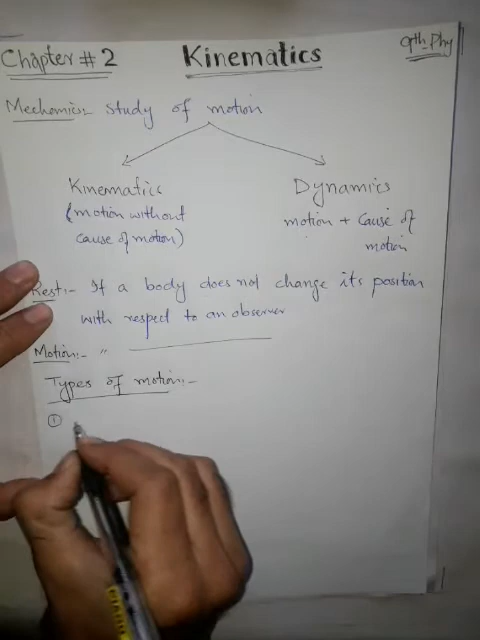 Chapter # 2 Kinematics 9th Phy
Mechanics:- study of motion
Kinematics Dynamics
(motion without motion + cause of
cause of motion) motion
Rest:- If a body does not change its position
with respect to an observer
Motion:- "
Types of motion:-
①